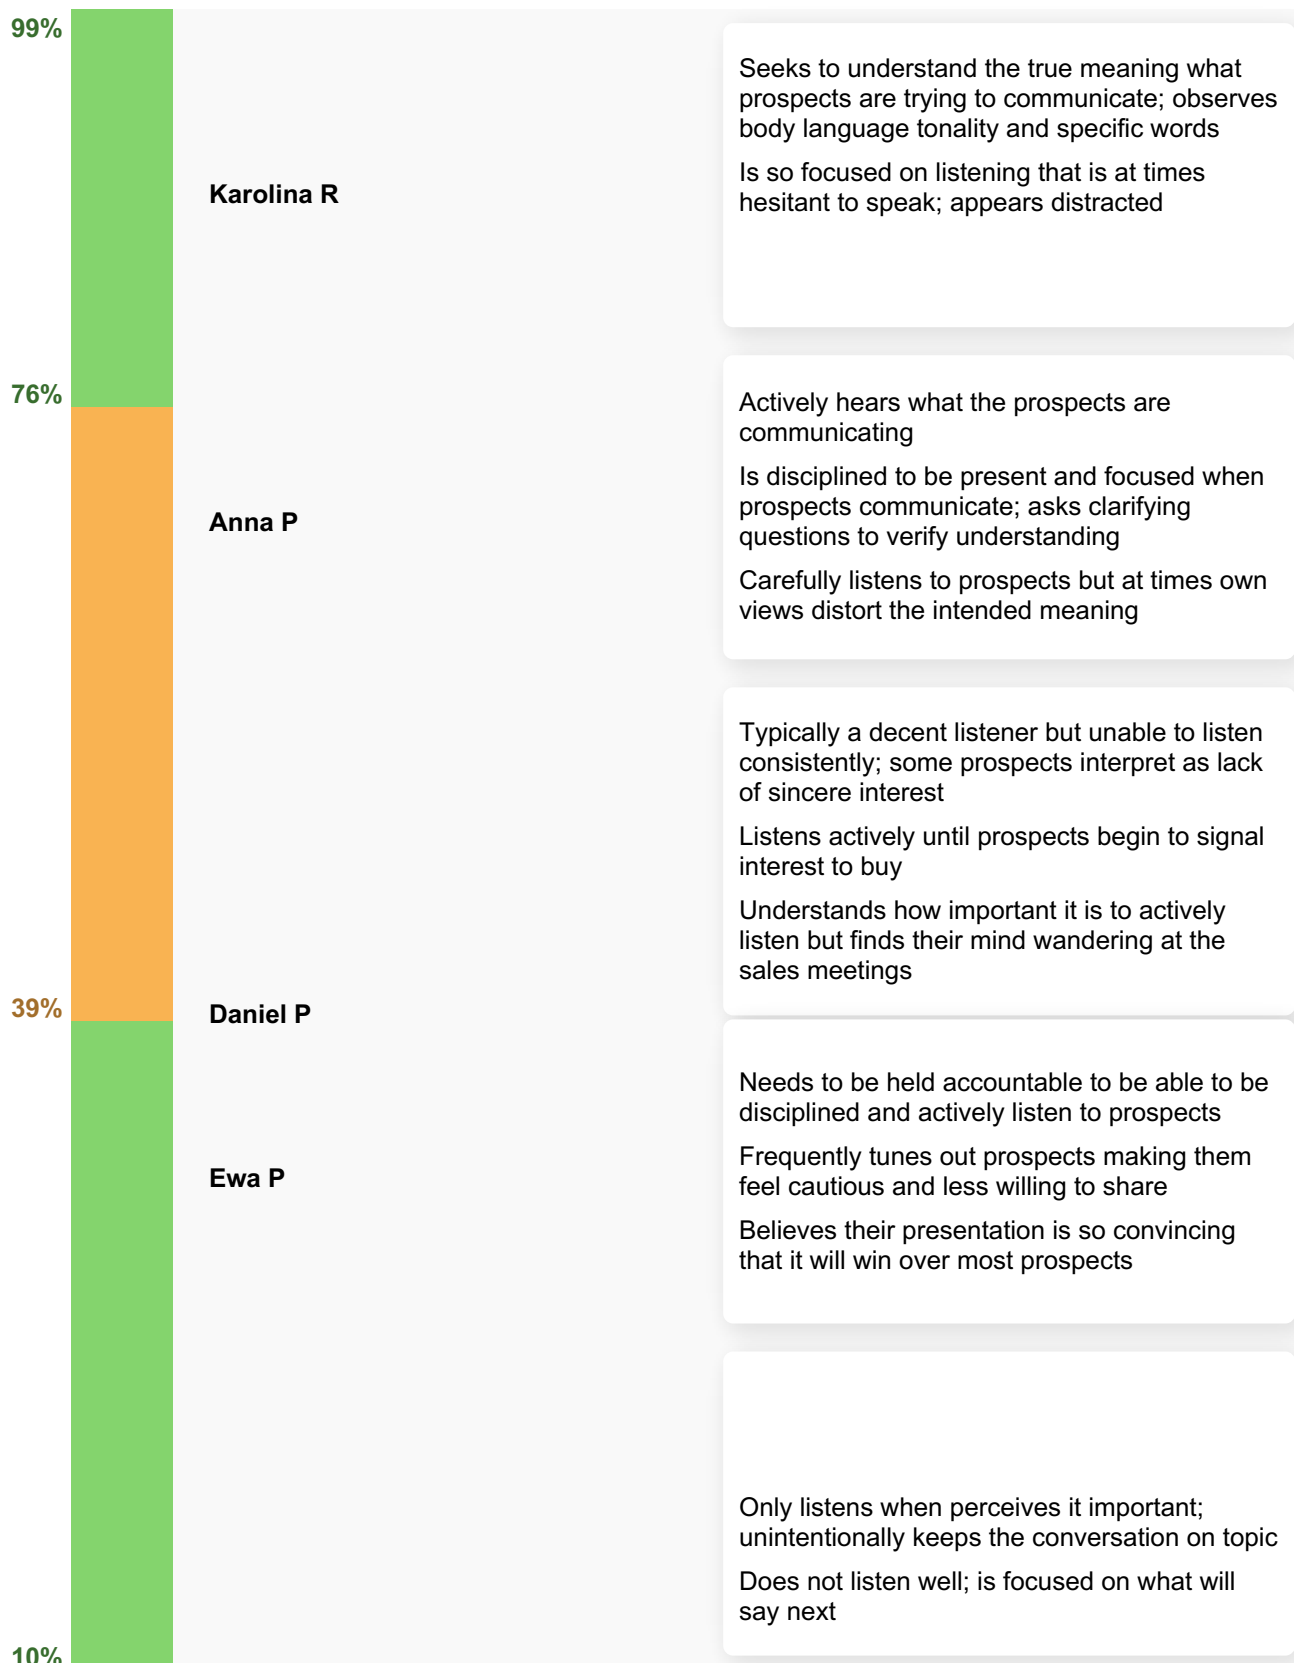 99%
Seeks to understand the true meaning what
prospects are trying to communicate; observes
body language tonality and specific words
Is so focused on listening that is at times
hesitant to speak; appears distracted
Karolina R
76%
Actively hears what the prospects are
communicating
Is disciplined to be present and focused when
prospects communicate; asks clarifying
questions to verify understanding
Carefully listens to prospects but at times own
views distort the intended meaning
Anna P
Typically a decent listener but unable to listen
consistently; some prospects interpret as lack
of sincere interest
Listens actively until prospects begin to signal
interest to buy
Understands how important it is to actively
listen but finds their mind wandering at the
sales meetings
39%
Daniel P
Needs to be held accountable to be able to be
disciplined and actively listen to prospects
Frequently tunes out prospects making them
feel cautious and less willing to share
Believes their presentation is so convincing
that it will win over most prospects
Ewa P
Only listens when perceives it important;
unintentionally keeps the conversation on topic
Does not listen well; is focused on what will
say next
10%